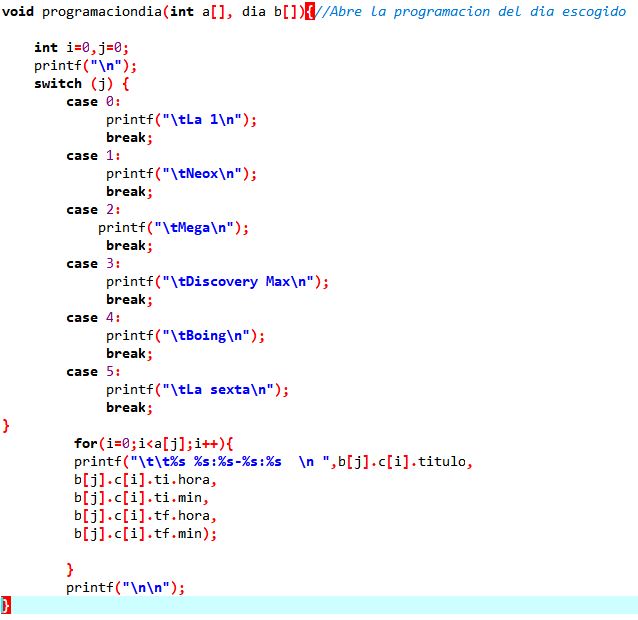 void programaciondia(int a[], dia b[]){//Abre la programacion del dia escogido
int i=0,j=0;
printf("\n");
switch (j) {
case 0:
printf("\tLa 1\n");
break;
case 1:
printf("\tNeox\n");
break;
case 2:
printf("\tMega\n");
break;
case 3:
printf("\tDiscovery Max\n");
break;
case 4:
printf("\tBoing\n");
break;
case 5:
printf("\tLa sexta\n");
break;
}
for(i=0;i<a[j];i++){
printf("\t\t%s %s:%s-%s:%s  \n ",b[j].c[i].titulo,
b[j].c[i].ti.hora,
b[j].c[i].ti.min,
b[j].c[i].tf.hora,
b[j].c[i].tf.min);
}
printf("\n\n");
}